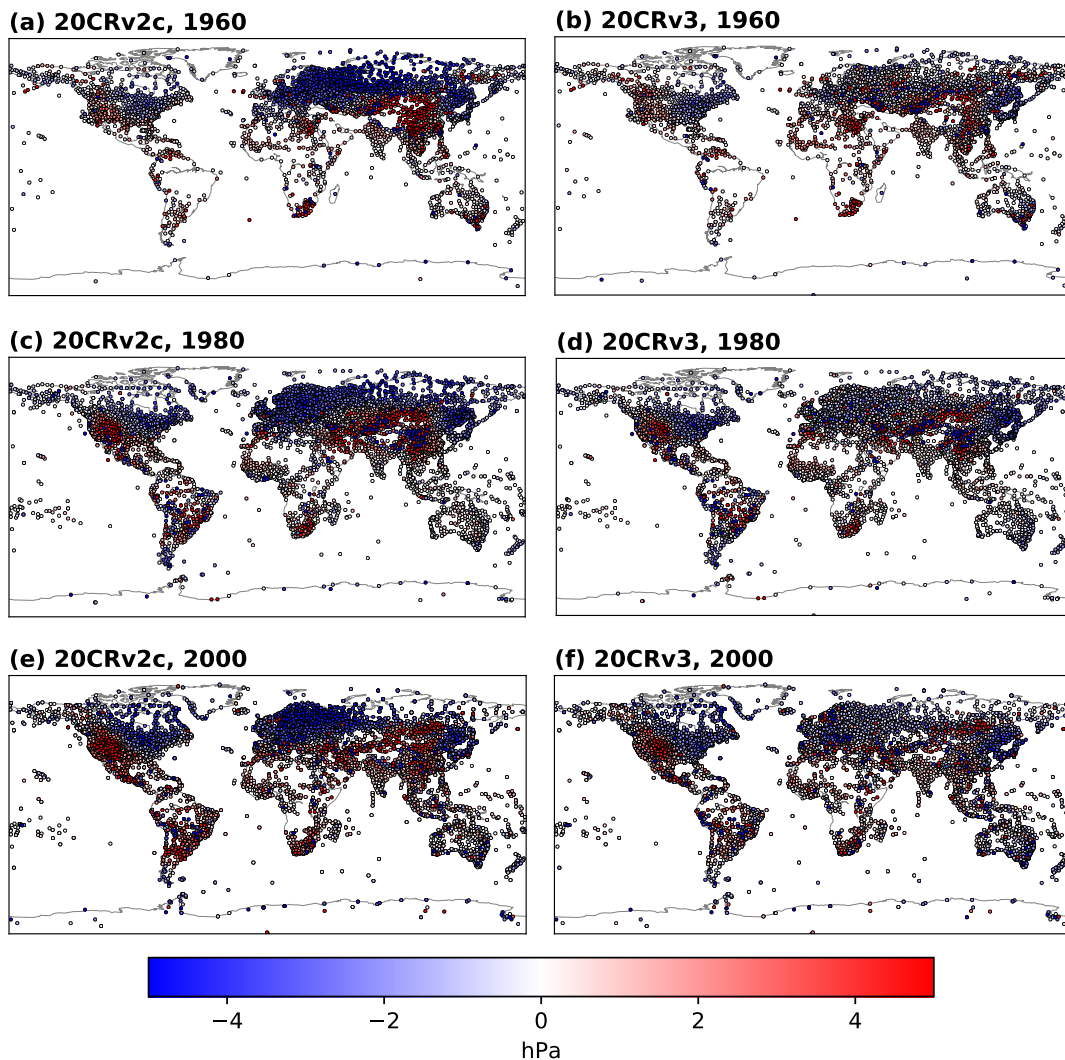 (a) 20CRv2c, 1960
(b) 20CRv3, 1960
(c) 20CRv2c, 1980
(d) 20CRv3, 1980
(e) 20CRv2c, 2000
(f) 20CRv3, 2000
−4 −2 0 2 4
hPa